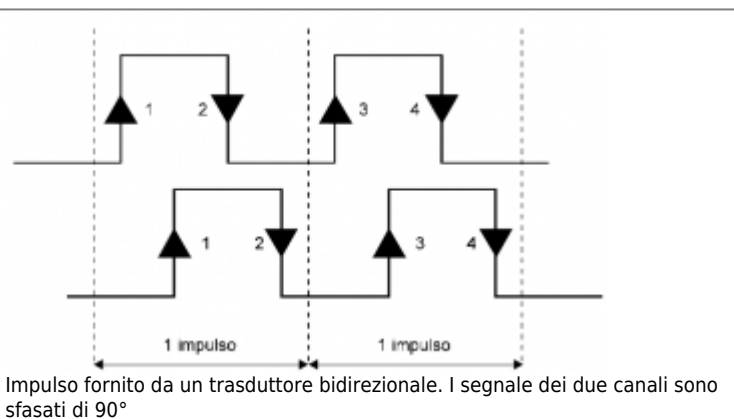 1 2 3 4
1 2 3 4
1 impulso 1 impulso
Impulso fornito da un trasduttore bidirezionale. I segnale dei due canali sono
sfasati di 90°